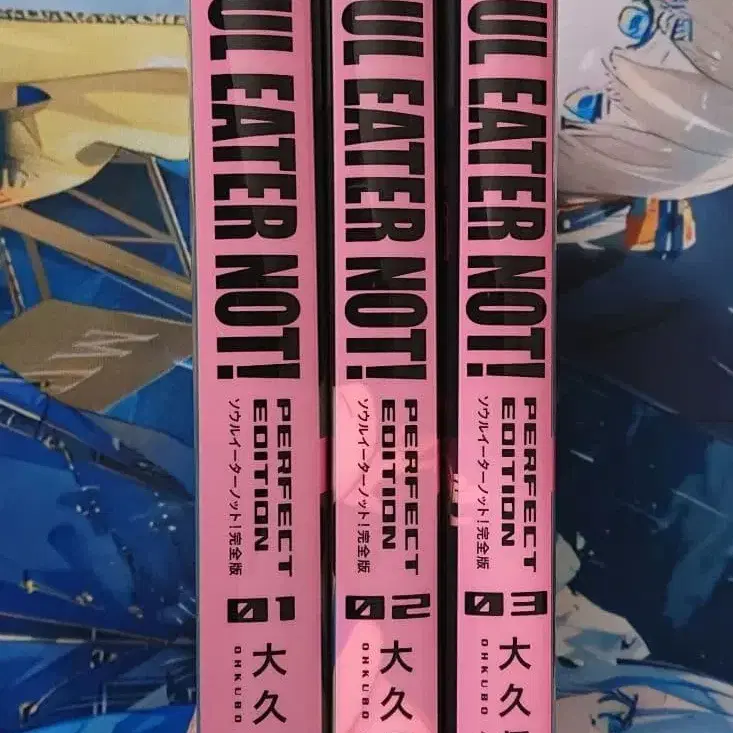 UL EATER NOT!
PERFECT
EDITION
ソウルイーターノット!完全版
01
大久
OHKUBO
UL EATER NOT!
PERFECT
EDITION
ソウルイーターノット!完全版
02
大久
OHKUBO
UL EATER NOT!
PERFECT
EDITION
ソウルイーターノット!完全版
03
大久
OHKUBO